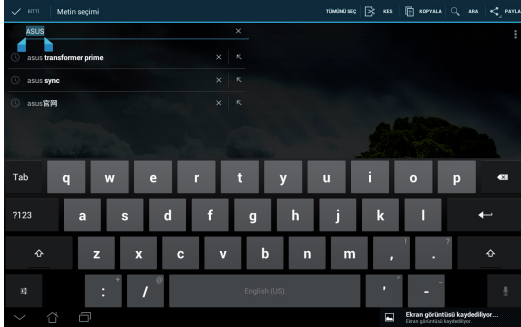 BİTTİ Metin seçimi TÜMÜNÜ SEÇ KES KOPYALA ARA PAYLA
ASUS
asus transformer prime
asus sync
asus官网
Tab q w e r t y u i o p
?123 a s d f g h j k l
z x c v b n m , ! . ?
: + / @ English (US) ' " - _
Ekran görüntüsü kaydediliyor...
Ekran görüntüsü kaydediliyor.